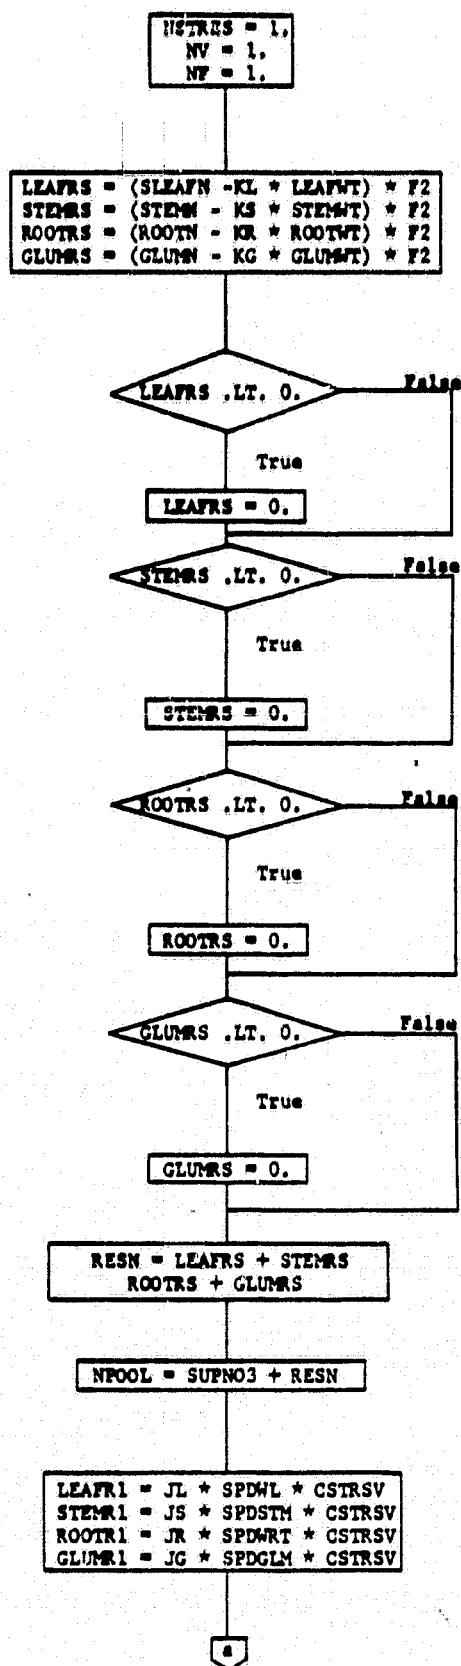 NSTRES = 1.
NV = 1.
NF = 1.
LEAFRS = (SLEAFN -KL * LEAFWT) * F2
STEMRS = (STEMN - KS * STEMWT) * F2
ROOTRS = (ROOTN - KR * ROOTWT) * F2
GLUMRS = (GLUMN - KG * GLUMWT) * F2
LEAFRS .LT. 0.
False
True
LEAFRS = 0.
STEMRS .LT. 0.
False
True
STEMRS = 0.
ROOTRS .LT. 0.
False
True
ROOTRS = 0.
GLUMRS .LT. 0.
False
True
GLUMRS = 0.
RESN = LEAFRS + STEMRS
ROOTRS + GLUMRS
NPOOL = SUPNO3 + RESN
LEAFR1 = JL * SPDWL * CSTRSV
STEMR1 = JS * SPDSTM * CSTRSV
ROOTR1 = JR * SPDWRT * CSTRSV
GLUMR1 = JG * SPDGLM * CSTRSV
a